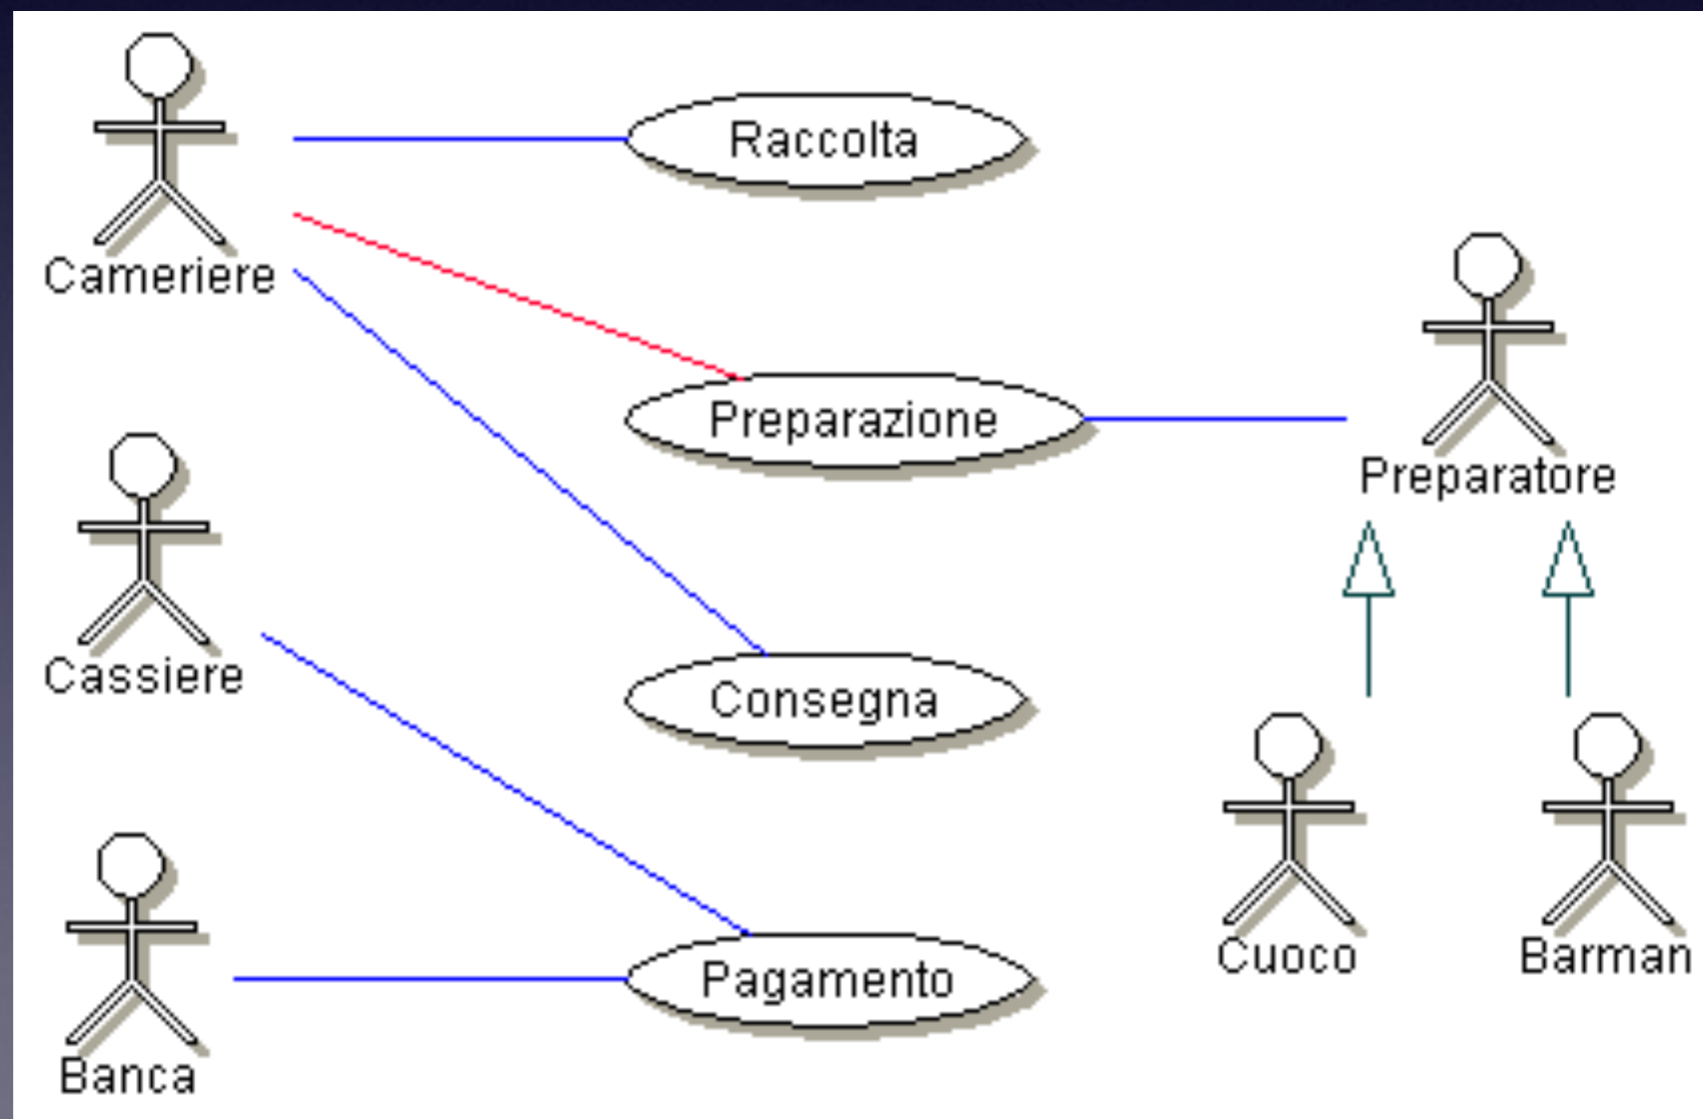 Raccolta
Cameriere
Preparazione
Preparatore
Cassiere
Consegna
Cuoco
Barman
Pagamento
Banca